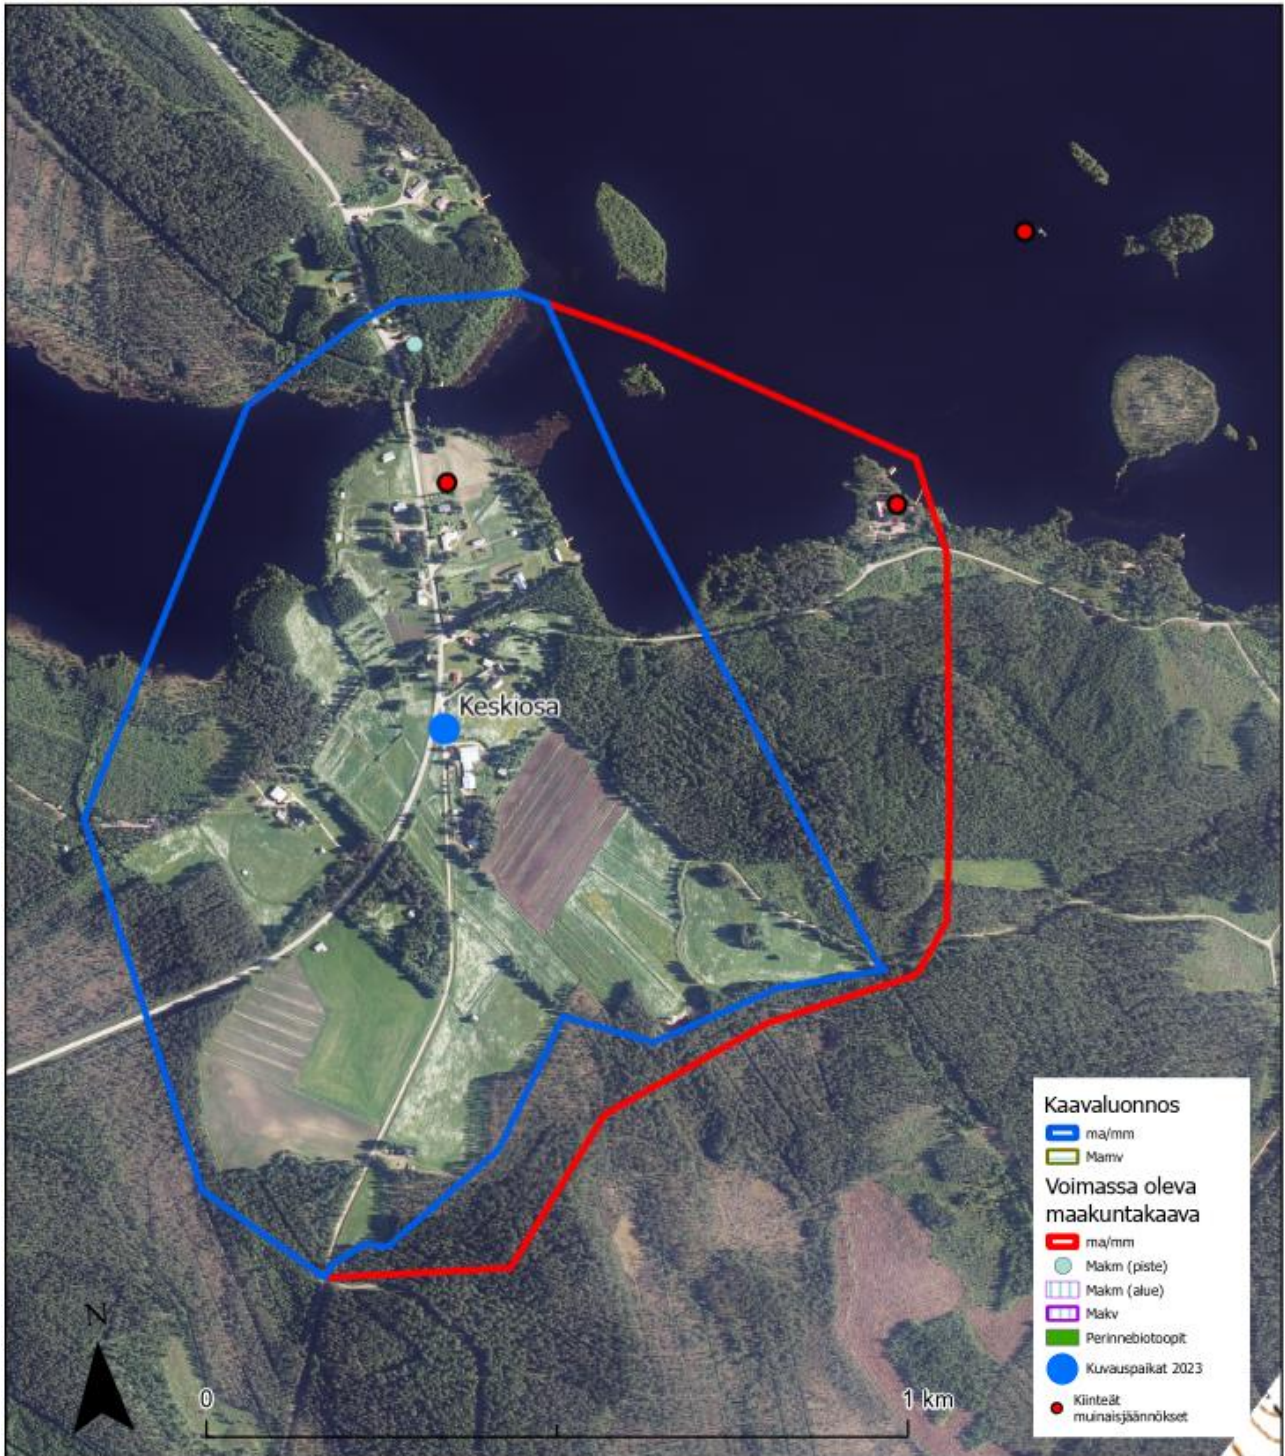 Keskiosa
Kaavaluonnos
ma/mm
Mamv
Voimassa oleva
maakuntakaava
ma/mm
Makm (piste)
Makm (alue)
Makv
Perinnebiotoopit
Kuvauspaikat 2023
Kiinteät
muinaisjäännökset
N
0
1 km